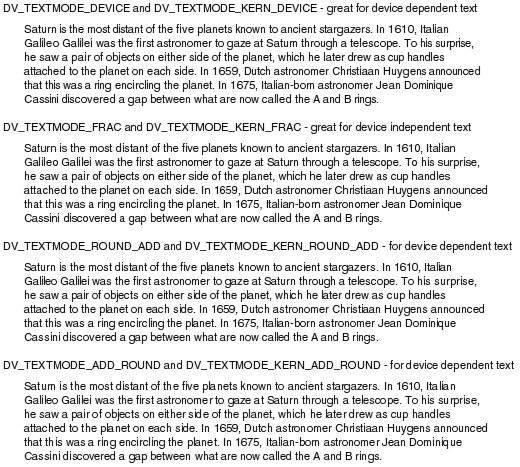 DV_TEXTMODE_DEVICE and DV_TEXTMODE_KERN_DEVICE - great for device dependent text
Saturn is the most distant of the five planets known to ancient stargazers. In 1610, Italian
Galileo Galilei was the first astronomer to gaze at Saturn through a telescope. To his surprise,
he saw a pair of objects on either side of the planet, which he later drew as cup handles
attached to the planet on each side. In 1659, Dutch astronomer Christiaan Huygens announced
that this was a ring encircling the planet. In 1675, Italian-born astronomer Jean Dominique
Cassini discovered a gap between what are now called the A and B rings.
DV_TEXTMODE_FRAC and DV_TEXTMODE_KERN_FRAC - great for device independent text
Saturn is the most distant of the five planets known to ancient stargazers. In 1610, Italian
Galileo Galilei was the first astronomer to gaze at Saturn through a telescope. To his surprise,
he saw a pair of objects on either side of the planet, which he later drew as cup handles
attached to the planet on each side. In 1659, Dutch astronomer Christiaan Huygens announced
that this was a ring encircling the planet. In 1675, Italian-born astronomer Jean Dominique
Cassini discovered a gap between what are now called the A and B rings.
DV_TEXTMODE_ROUND_ADD and DV_TEXTMODE_KERN_ROUND_ADD - for device dependent text
Saturn is the most distant of the five planets known to ancient stargazers. In 1610, Italian
Galileo Galilei was the first astronomer to gaze at Saturn through a telescope. To his surprise,
he saw a pair of objects on either side of the planet, which he later drew as cup handles
attached to the planet on each side. In 1659, Dutch astronomer Christiaan Huygens announced
that this was a ring encircling the planet. In 1675, Italian-born astronomer Jean Dominique
Cassini discovered a gap between what are now called the A and B rings.
DV_TEXTMODE_ADD_ROUND and DV_TEXTMODE_KERN_ADD_ROUND - for device dependent text
Saturn is the most distant of the five planets known to ancient stargazers. In 1610, Italian
Galileo Galilei was the first astronomer to gaze at Saturn through a telescope. To his surprise,
he saw a pair of objects on either side of the planet, which he later drew as cup handles
attached to the planet on each side. In 1659, Dutch astronomer Christiaan Huygens announced
that this was a ring encircling the planet. In 1675, Italian-born astronomer Jean Dominique
Cassini discovered a gap between what are now called the A and B rings.